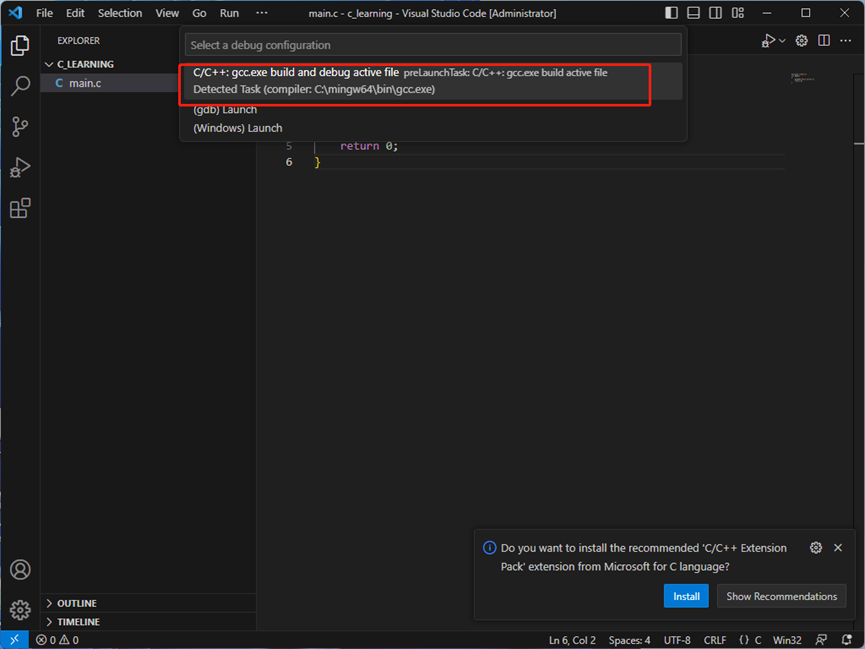 File Edit Selection View Go Run ··· main.c - c_learning - Visual Studio Code [Administrator]
EXPLORER
Select a debug configuration
C_LEARNING
C main.c
C/C++: gcc.exe build and debug active file preLaunchTask: C/C++: gcc.exe build active file
Detected Task (compiler: C:\mingw64\bin\gcc.exe)
(gdb) Launch
(Windows) Launch
5 return 0;
6 }
Do you want to install the recommended 'C/C++ Extension
Pack' extension from Microsoft for C language?
Install Show Recommendations
OUTLINE
TIMELINE
0 0 Ln 6, Col 2 Spaces: 4 UTF-8 CRLF {} C Win32